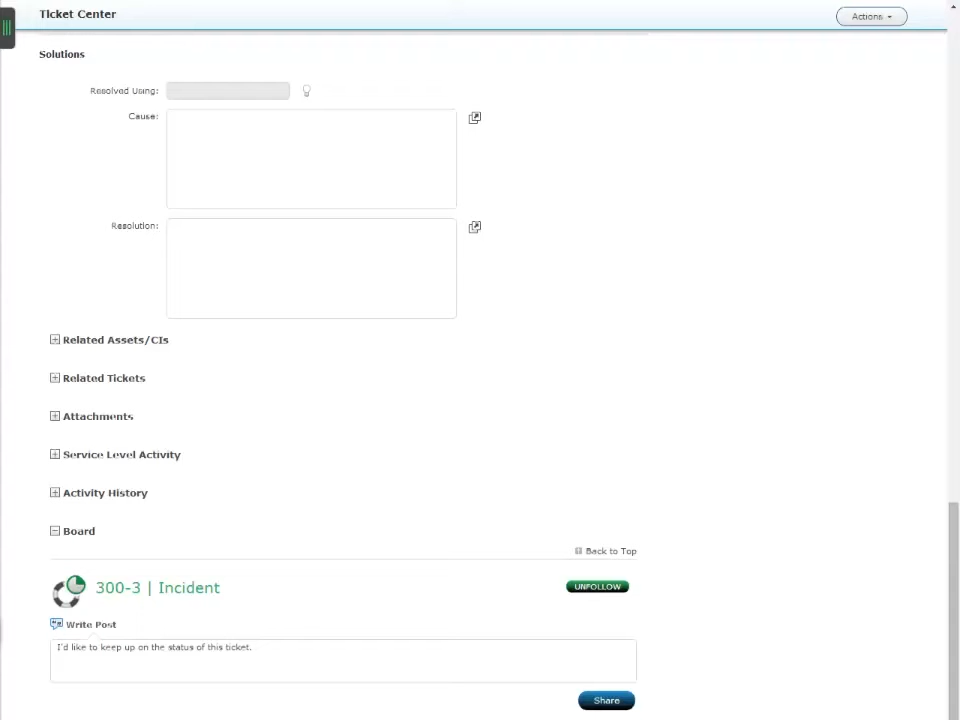 Ticket Center
Actions
Solutions
Resolved Using:
Cause:
Resolution:
Related Assets/CIs
Related Tickets
Attachments
Service Level Activity
Activity History
Board
Back to Top
300-3 | Incident
UNFOLLOW
Write Post
I'd like to keep up on the status of this ticket.
Share